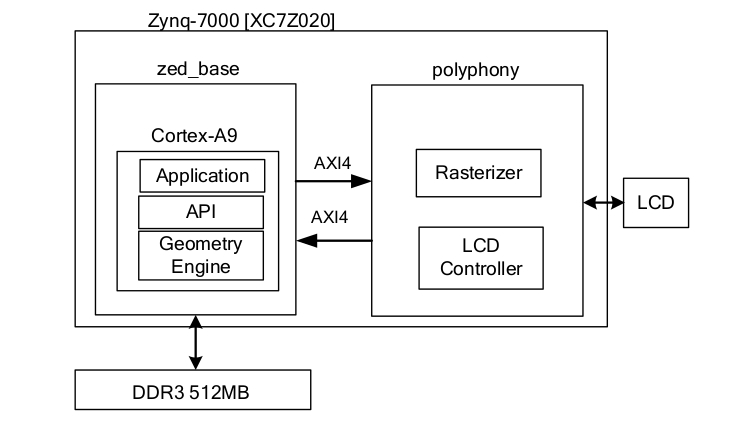 Zynq-7000 [XC7Z020]
zed_base
polyphony
Cortex-A9
Application
API
Geometry
Engine
AXI4
AXI4
Rasterizer
LCD
Controller
LCD
DDR3 512MB